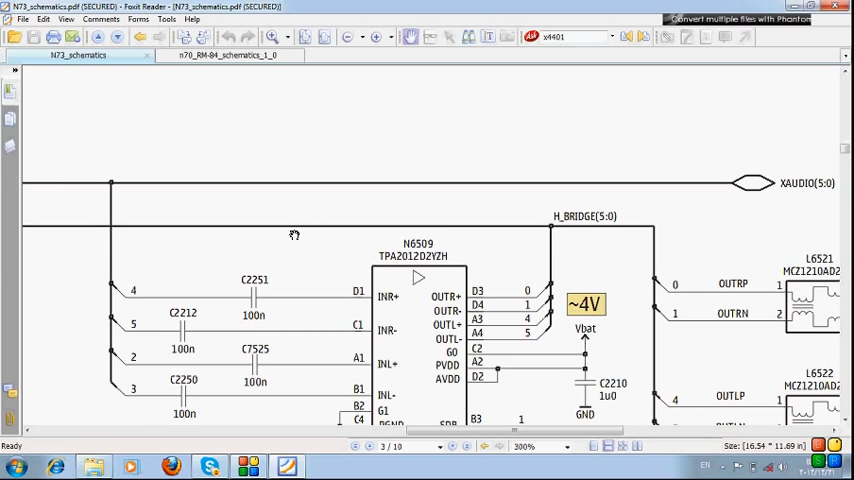 N73_schematics.pdf (SECURED) - Foxit Reader - [N73_schematics.pdf (SECURED)]
File Edit View Comments Forms Tools Help
Convert multiple files with Phantom
x4401
N73_schematics
n70_RM-84_schematics_1_0
XAUDIO(5:0)
H_BRIDGE(5:0)
N6509
TPA2012D2YZH
L6521
MCZ1210AD2
4 C2251 100n D1 INR+
5 C2212 100n C1 INR-
2 C7525 100n A1 INL+
3 C2250 100n B1 INL-
B2 G1
C4
OUTR+ D3 0
OUTR- D4 1
OUTL+ A3 4
OUTL- A4 5
G0 C2
PVDD A2
AVDD D2
SDB B3 1
~4V
Vbat
C2210
1u0
GND
0 OUTRP 1
1 OUTRN 2
L6522
MCZ1210AD2
4 OUTLP 1
Ready
3 / 10
300%
Size: [16.54 * 11.69 in]
EN